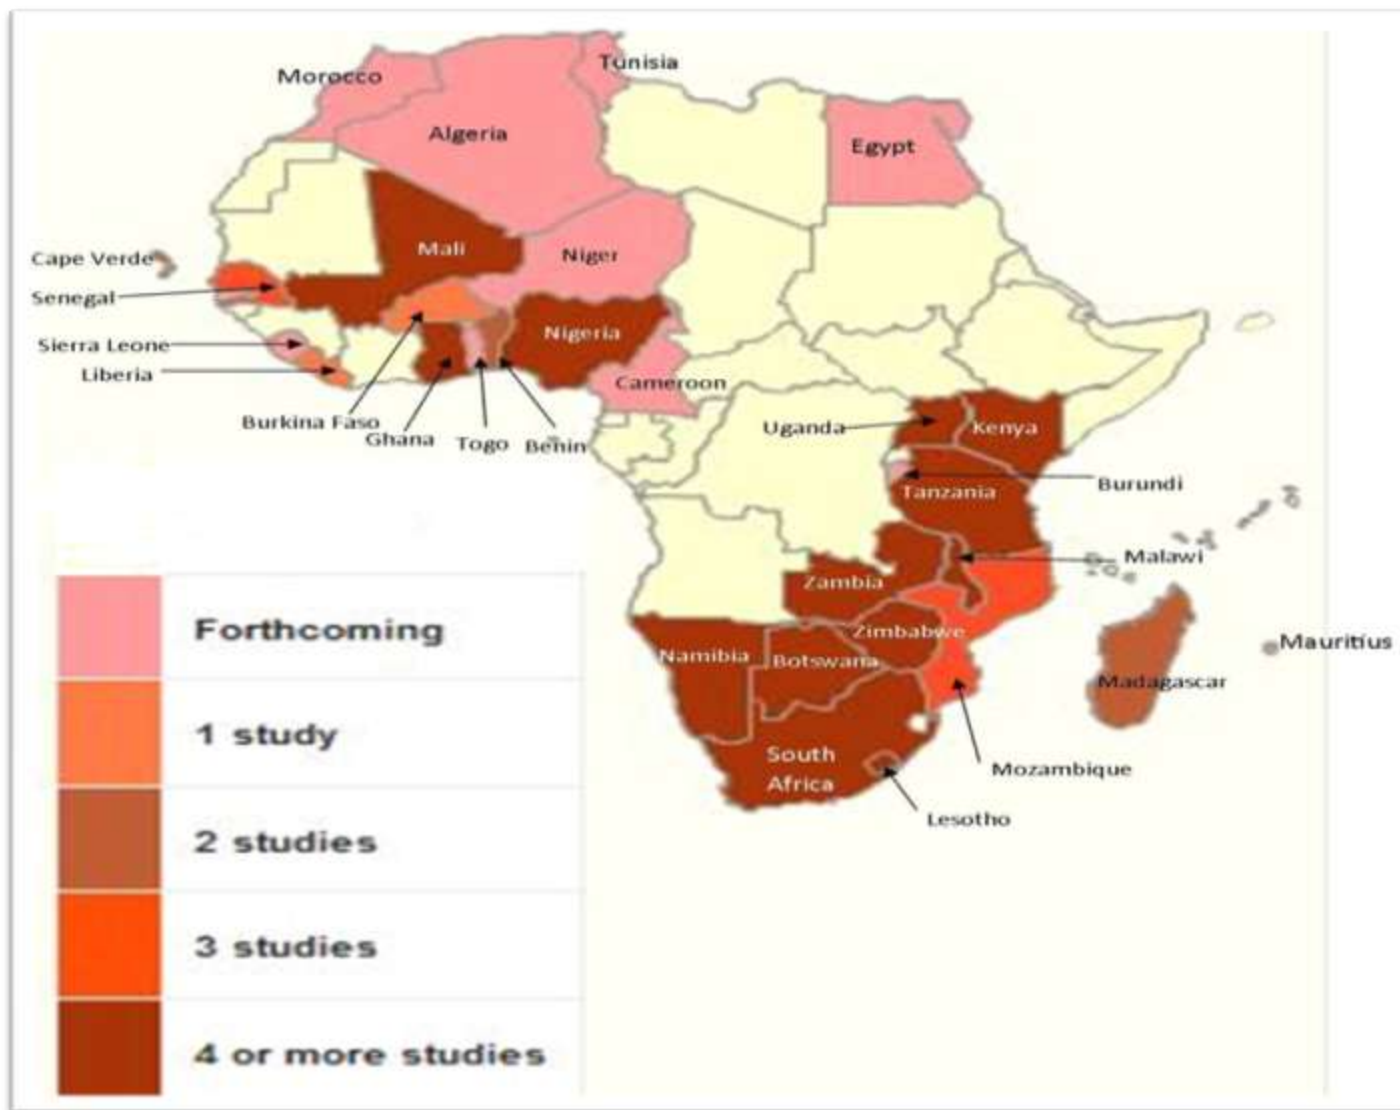 Tunisia
Morocco
Algeria
Egypt
Mali
Niger
Cape Verde
Senegal
Nigeria
Sierra Leone
Liberia
Cameroon
Burkina Faso
Ghana
Togo
Benin
Uganda
Kenya
Burundi
Tanzania
Malawi
Zambia
Zimbabwe
Mauritius
Namibia
Botswana
Madagascar
South
Africa
Mozambique
Lesotho
Forthcoming
1 study
2 studies
3 studies
4 or more studies